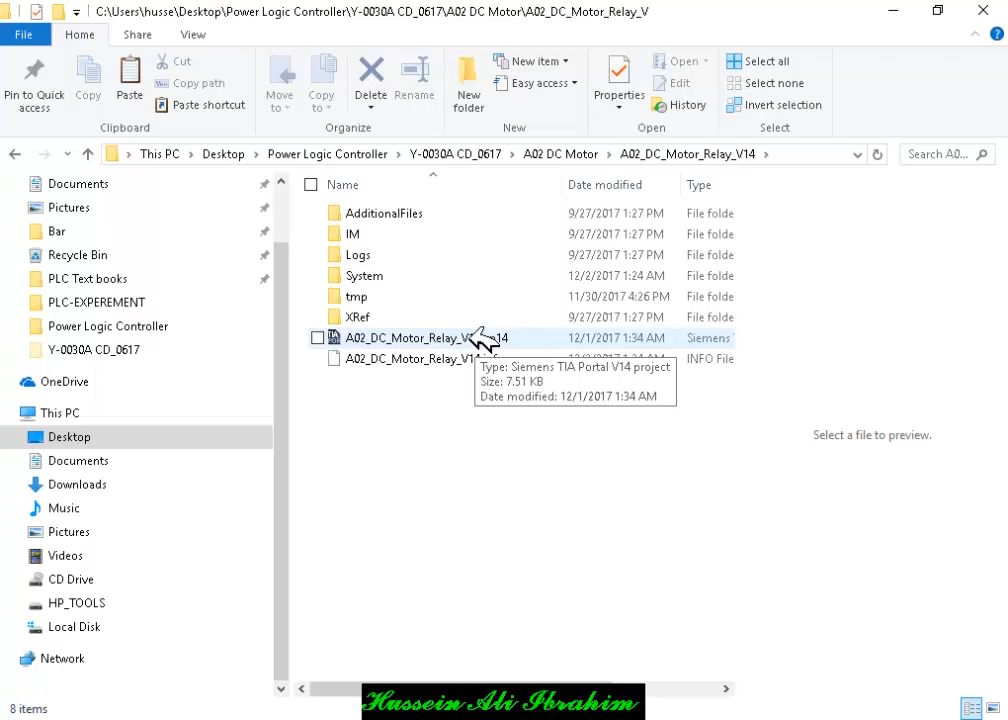 C:\Users\husse\Desktop\Power Logic Controller\Y-0030A CD_0617\A02 DC Motor\A02_DC_Motor_Relay_V
File Home Share View
Pin to Quick access Copy Paste Cut Copy path Paste shortcut
Move to Copy to Delete Rename New folder New item Easy access
Properties Open Edit History Select all Select none Invert selection
Clipboard Organize New Open Select
This PC > Desktop > Power Logic Controller > Y-0030A CD_0617 > A02 DC Motor > A02_DC_Motor_Relay_V14 > Search A0...
Name Date modified Type
Documents
Pictures
Bar
Recycle Bin
PLC Text books
PLC-EXPEREMENT
Power Logic Controller
Y-0030A CD_0617
OneDrive
This PC
Desktop
Documents
Downloads
Music
Pictures
Videos
CD Drive
HP_TOOLS
Local Disk
Network
AdditionalFiles 9/27/2017 1:27 PM File folde
IM 9/27/2017 1:27 PM File folde
Logs 9/27/2017 1:27 PM File folde
System 12/2/2017 1:24 AM File folde
tmp 11/30/2017 4:26 PM File folde
XRef 9/27/2017 1:27 PM File folde
A02_DC_Motor_Relay_V 14 12/1/2017 1:34 AM Siemens
A02_DC_Motor_Relay_V14 INFO File
Type: Siemens TIA Portal V14 project
Size: 7.51 KB
Date modified: 12/1/2017 1:34 AM
Select a file to preview.
8 items
Hussein Ali Ibrahim